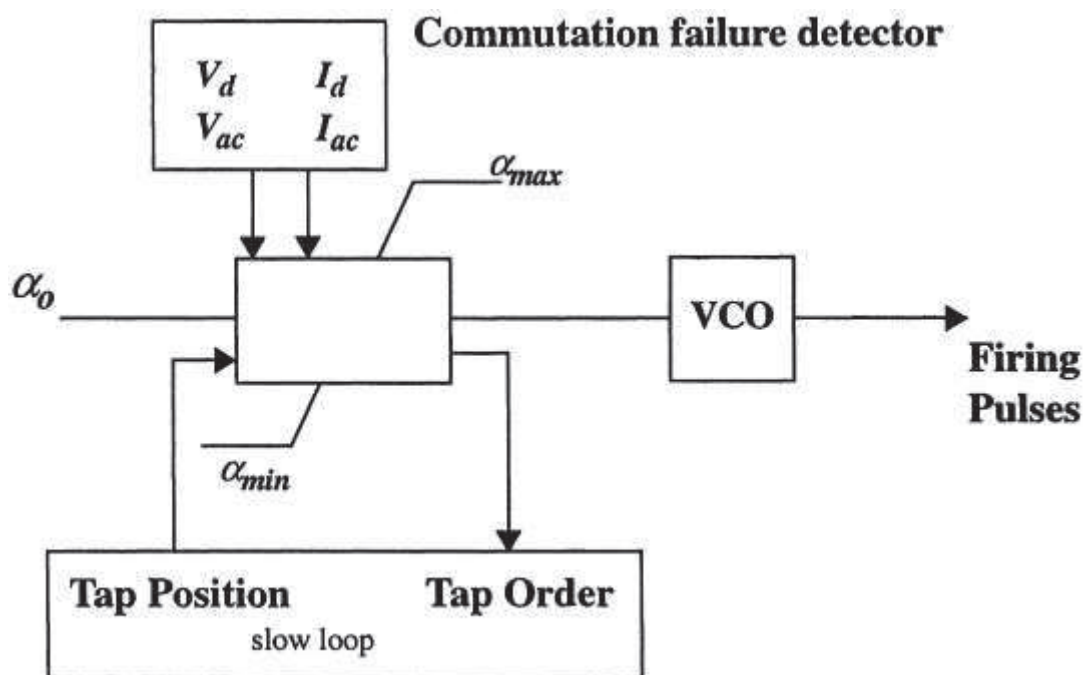 Commutation failure detector
V_d I_d
V_ac I_ac
α_max
α_o
VCO
Firing
Pulses
α_min
Tap Position Tap Order
slow loop